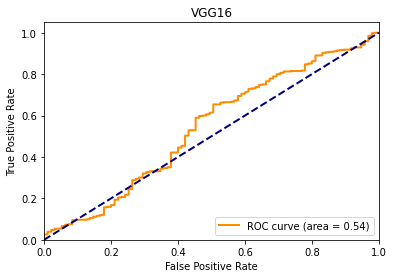 VGG16
True Positive Rate
1.0
0.8
0.6
0.4
0.2
0.0
ROC curve (area = 0.54)
0.0 0.2 0.4 0.6 0.8 1.0
False Positive Rate